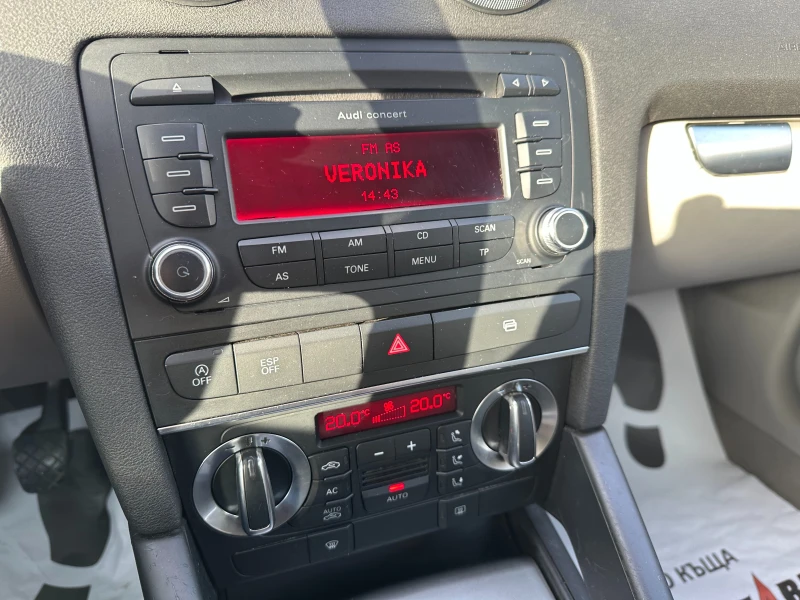 Audi concert
FM AS
VERONIKA
14:43
FM AM CD SCAN
AS TONE MENU TP
SCAN
A OFF
ESP OFF
20.0°C 20.0°C
AC
AUTO
AUTO
КЪЩА